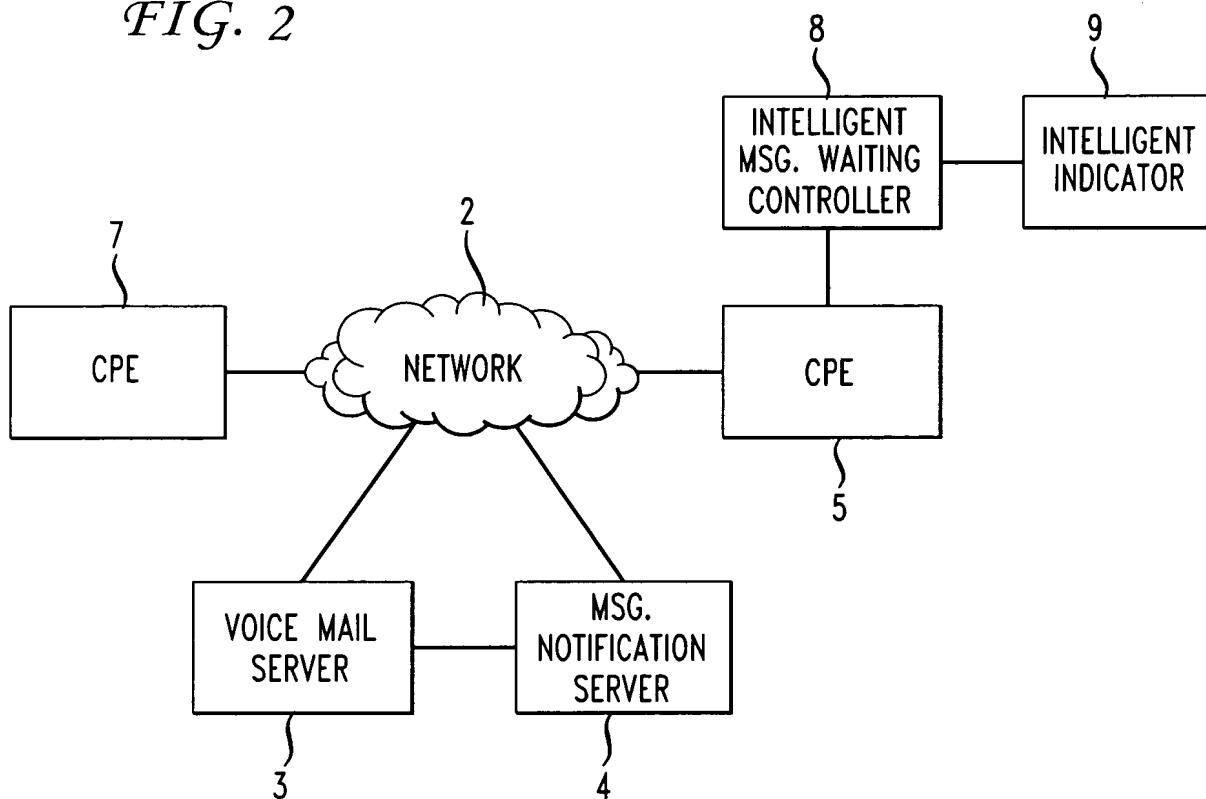 FIG. 2
8
9
INTELLIGENT
MSG. WAITING
CONTROLLER
INTELLIGENT
INDICATOR
7
2
CPE
NETWORK
CPE
5
VOICE MAIL
SERVER
MSG.
NOTIFICATION
SERVER
3
4